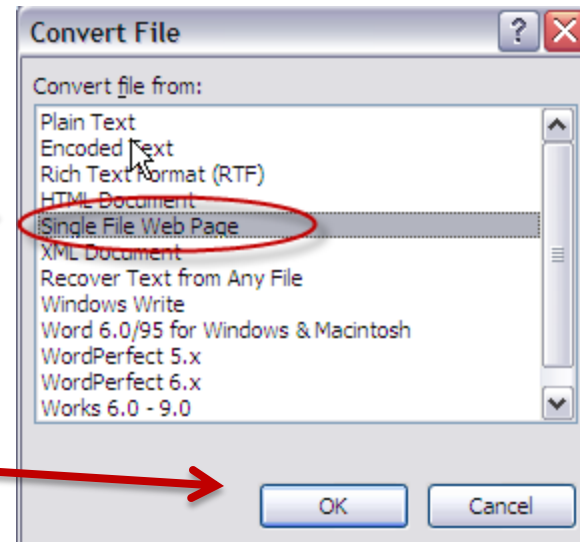 Convert File
?
Convert file from:
Plain Text
Encoded Text
Rich Text Format (RTF)
HTML Document
Single File Web Page
XML Document
Recover Text from Any File
Windows Write
Word 6.0/95 for Windows & Macintosh
WordPerfect 5.x
WordPerfect 6.x
Works 6.0 - 9.0
OK Cancel